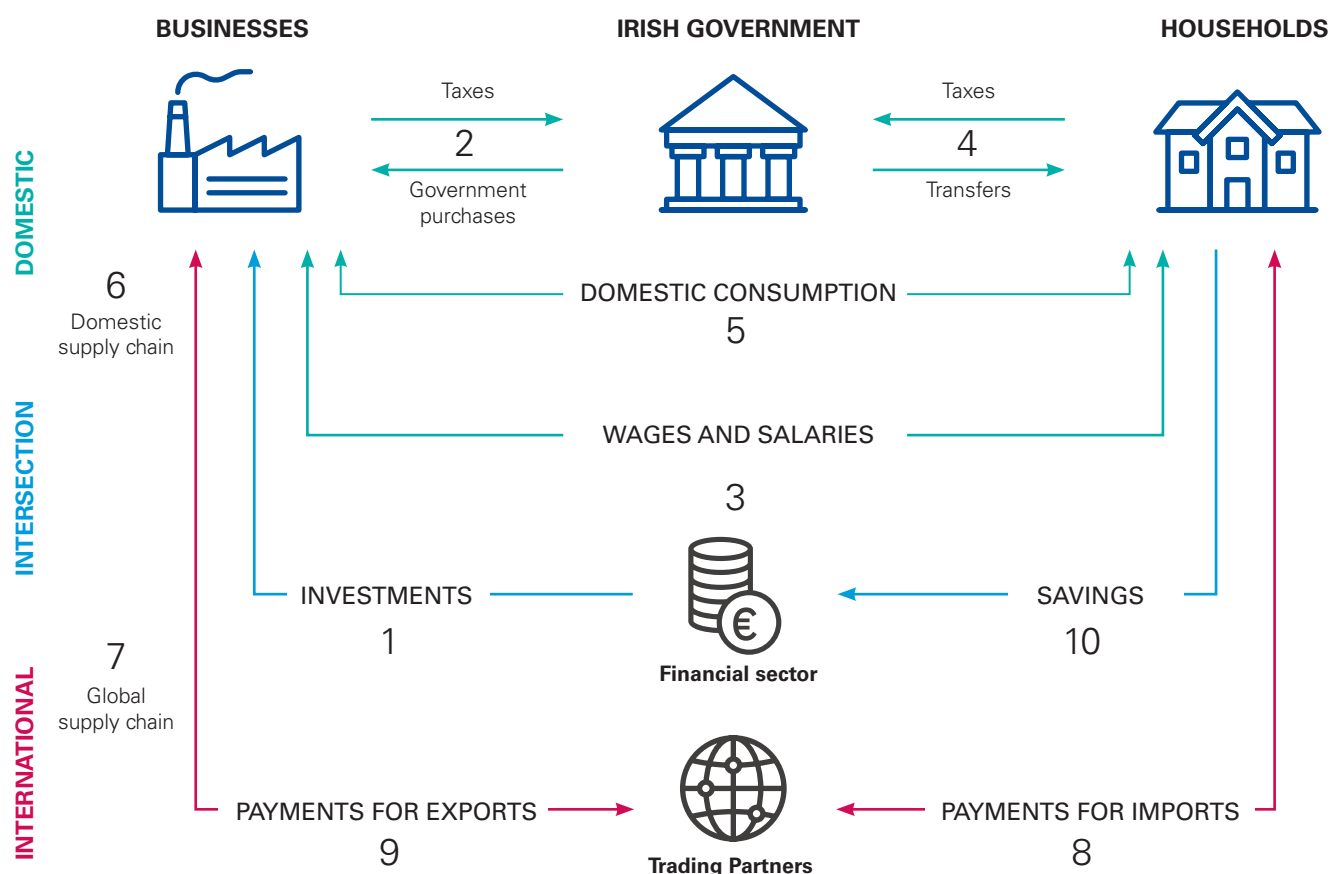 BUSINESSES
IRISH GOVERNMENT
HOUSEHOLDS
DOMESTIC
INTERSECTION
INTERNATIONAL
Taxes
2
Government
purchases
Taxes
4
Transfers
6
Domestic
supply chain
DOMESTIC CONSUMPTION
5
WAGES AND SALARIES
3
INVESTMENTS
1
€
Financial sector
SAVINGS
10
7
Global
supply chain
PAYMENTS FOR EXPORTS
9
Trading Partners
PAYMENTS FOR IMPORTS
8